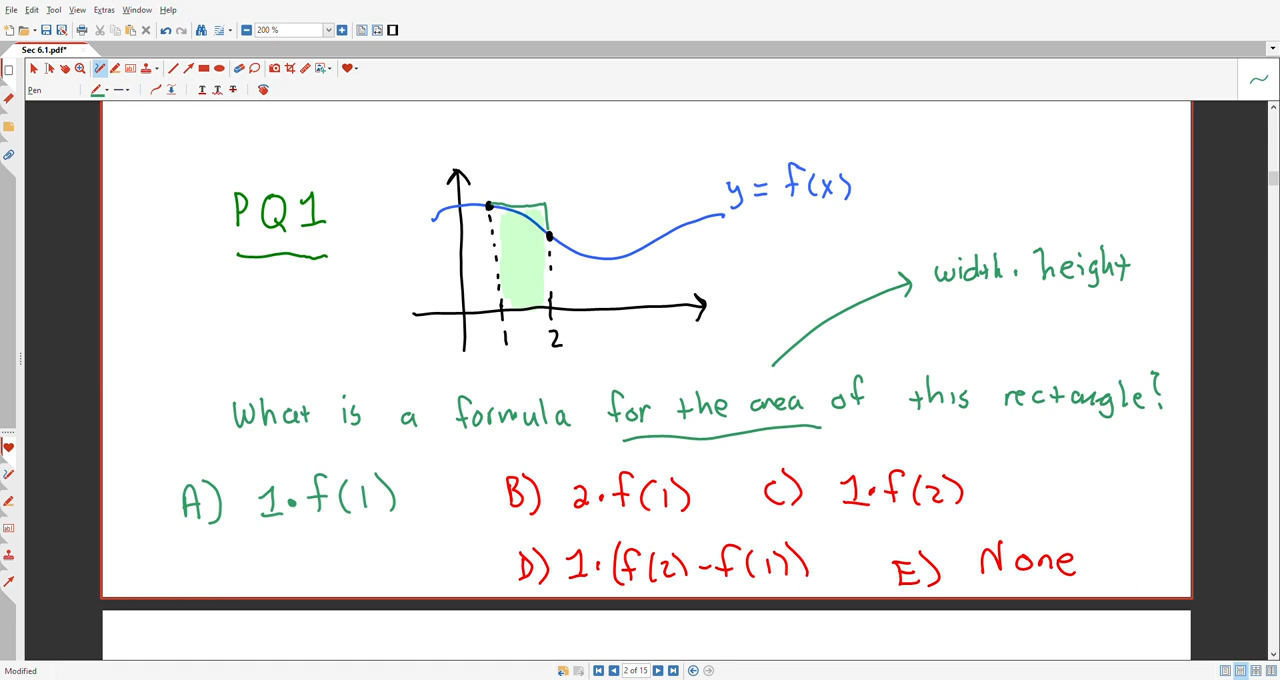 File Edit Tool View Extras Window Help
200 %
Sec 6.1.pdf*
Pen
PQ1
y = f(x)
width · height
1 2
What is a formula for the area of this rectangle?
A) 1·f(1) B) 2·f(1) C) 1·f(2)
D) 1·(f(2)-f(1)) E) None
Modified
2 of 15